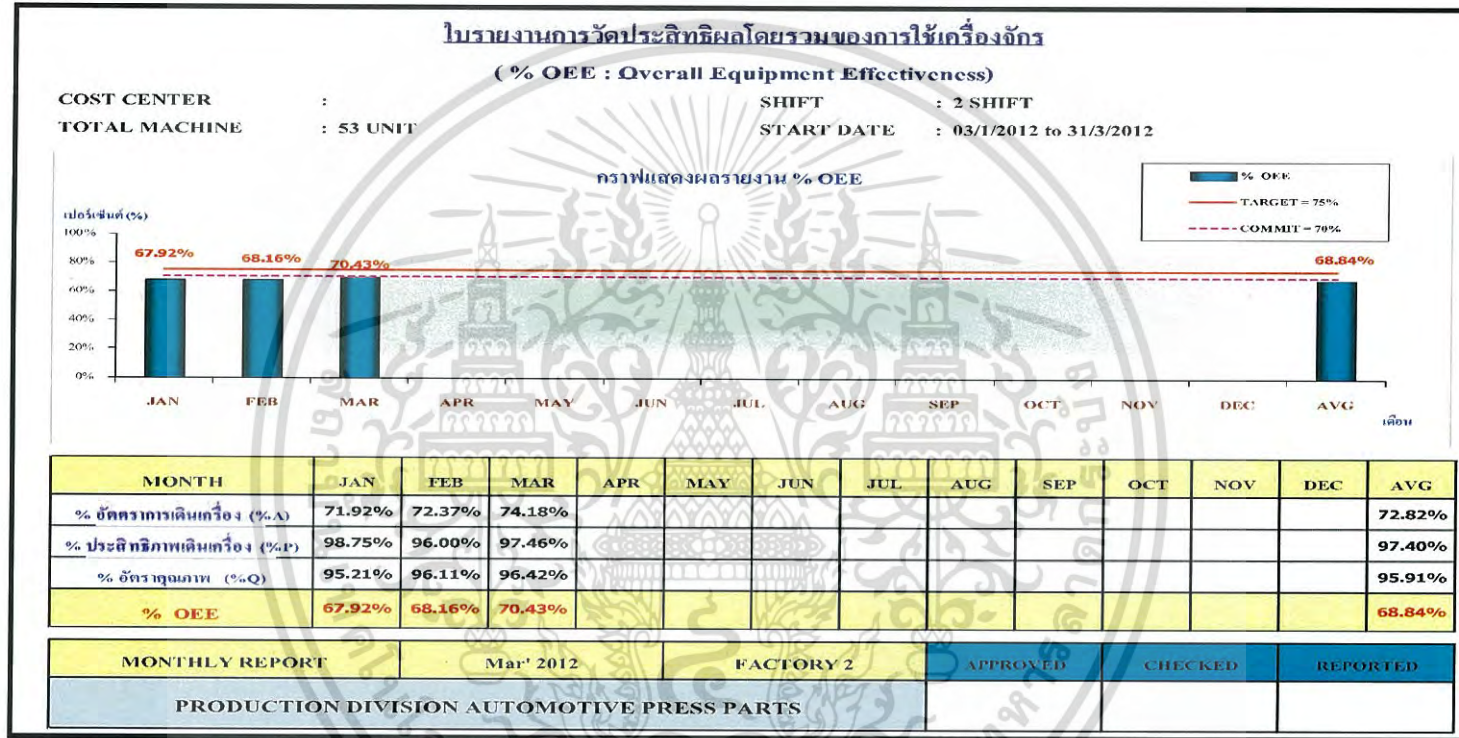 ใบรายงานการวัดประสิทธิผลโดยรวมของการใช้เครื่องจักร
( % OEE : Overall Equipment Effectiveness)
COST CENTER : SHIFT : 2 SHIFT
TOTAL MACHINE : 53 UNIT START DATE : 03/1/2012 to 31/3/2012
กราฟแสดงผลรายงาน % OEE
% OEE
TARGET = 75%
COMMIT = 70%
เปอร์เซ็นต์ (%)
100%
80%
60%
40%
20%
0%
67.92% 68.16% 70.43% 68.84%
JAN FEB MAR APR MAY JUN JUL AUG SEP OCT NOV DEC AVG
เดือน
MONTH JAN FEB MAR APR MAY JUN JUL AUG SEP OCT NOV DEC AVG
% อัตตราการเดินเครื่อง (%A) 71.92% 72.37% 74.18% 72.82%
% ประสิทธิภาพเดินเครื่อง (%P) 98.75% 96.00% 97.46% 97.40%
% อัตราคุณภาพ (%Q) 95.21% 96.11% 96.42% 95.91%
% OEE 67.92% 68.16% 70.43% 68.84%
MONTHLY REPORT Mar' 2012 FACTORY 2 APPROVED CHECKED REPORTED
PRODUCTION DIVISION AUTOMOTIVE PRESS PARTS